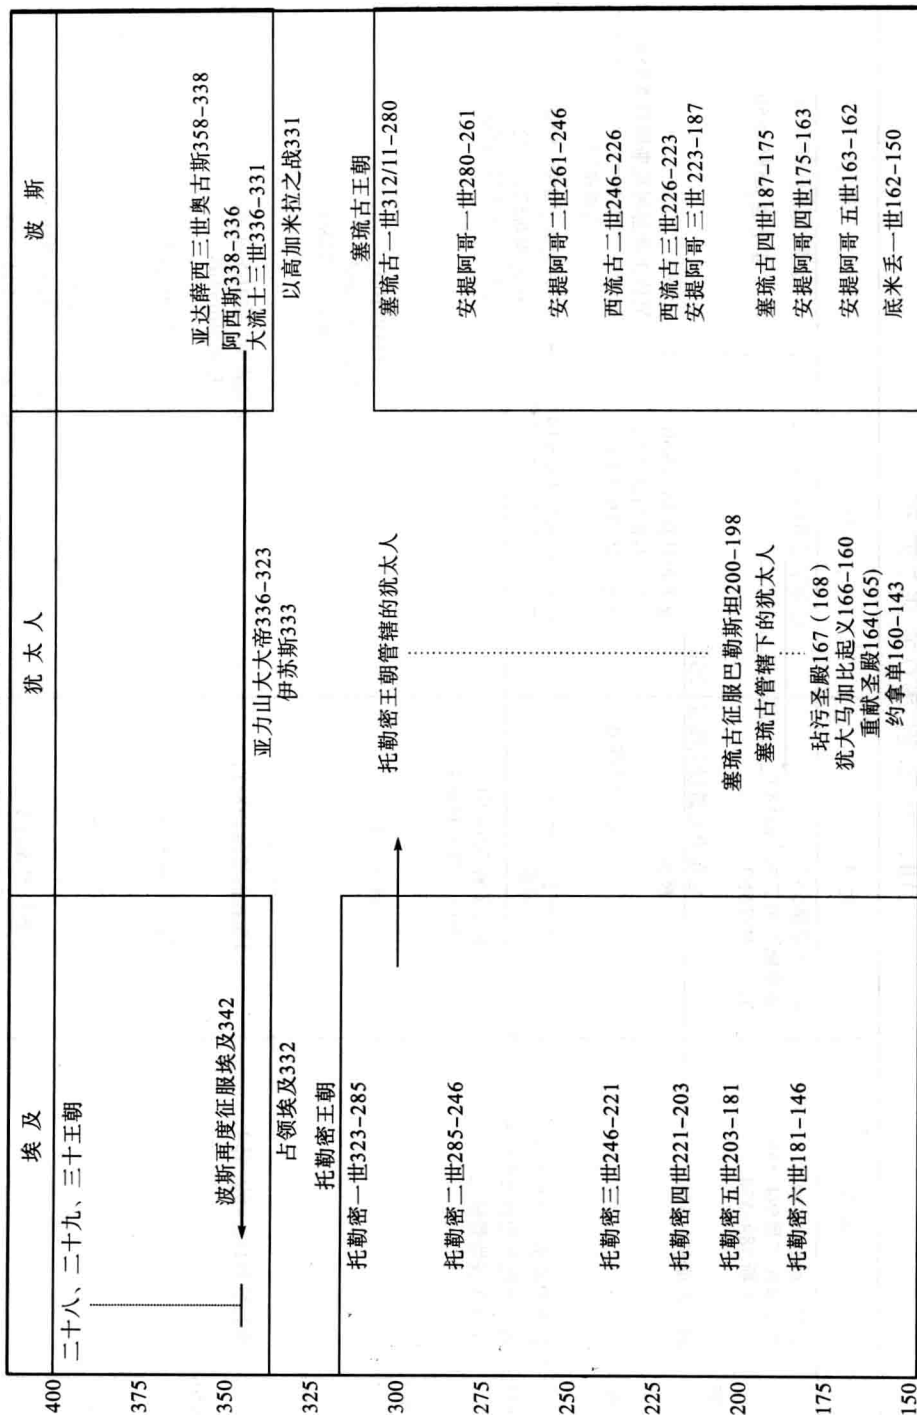 埃及
犹太人
波斯
400
375
350
325
300
275
250
225
200
175
150
二十八、二十九、三十王朝
波斯再度征服埃及342
占领埃及332
托勒密王朝
托勒密一世323-285
托勒密二世285-246
托勒密三世246-221
托勒密四世221-203
托勒密五世203-181
托勒密六世181-146
亚力山大大帝336-323
伊苏斯333
托勒密王朝管辖的犹太人
塞琉古征服巴勒斯坦200-198
塞琉古管辖下的犹太人
玷污圣殿167（168）
犹大马加比起义166-160
重献圣殿164(165)
约拿单160-143
亚达薛西三世奥古斯358-338
阿西斯338-336
大流士三世336-331
以高加米拉之战331
塞琉古王朝
塞琉古一世312/11-280
安提阿哥一世280-261
安提阿哥二世261-246
西流古二世246-226
西流古三世226-223
安提阿哥 三世 223-187
塞琉古四世187-175
安提阿哥四世175-163
安提阿哥 五世163-162
底米丢一世162-150